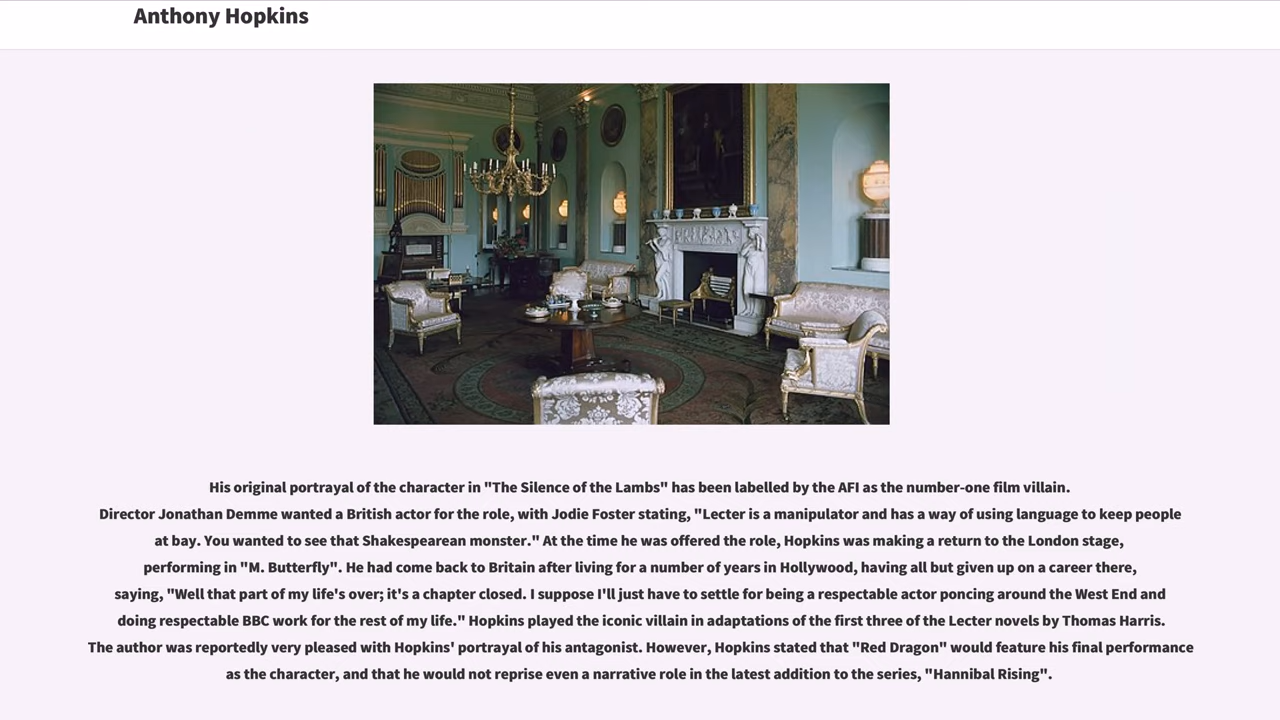 Anthony Hopkins
His original portrayal of the character in "The Silence of the Lambs" has been labelled by the AFI as the number-one film villain.
Director Jonathan Demme wanted a British actor for the role, with Jodie Foster stating, "Lecter is a manipulator and has a way of using language to keep people
at bay. You wanted to see that Shakespearean monster." At the time he was offered the role, Hopkins was making a return to the London stage,
performing in "M. Butterfly". He had come back to Britain after living for a number of years in Hollywood, having all but given up on a career there,
saying, "Well that part of my life's over; it's a chapter closed. I suppose I'll just have to settle for being a respectable actor poncing around the West End and
doing respectable BBC work for the rest of my life." Hopkins played the iconic villain in adaptations of the first three of the Lecter novels by Thomas Harris.
The author was reportedly very pleased with Hopkins' portrayal of his antagonist. However, Hopkins stated that "Red Dragon" would feature his final performance
as the character, and that he would not reprise even a narrative role in the latest addition to the series, "Hannibal Rising".